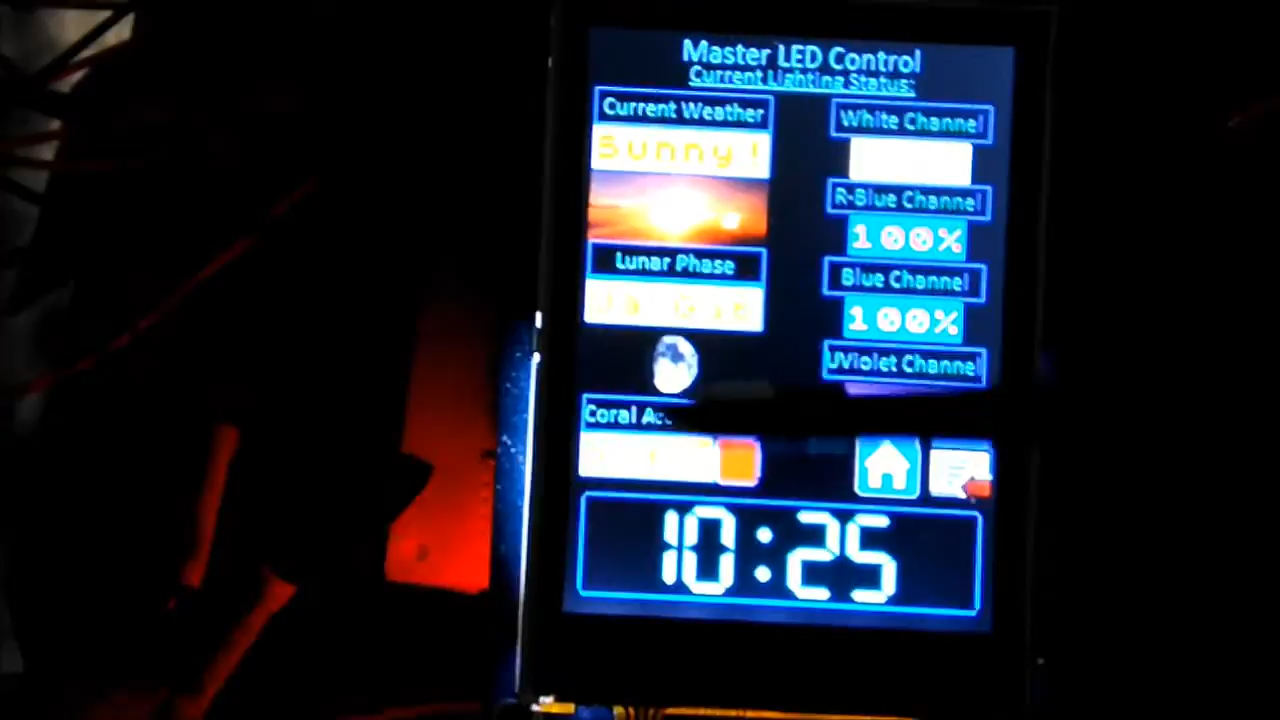 Master LED Control
Current Lighting Status:
Current Weather
Sunny!
Lunar Phase
Coral
White Channel
R-Blue Channel
100%
Blue Channel
100%
UViolet Channel
10:25